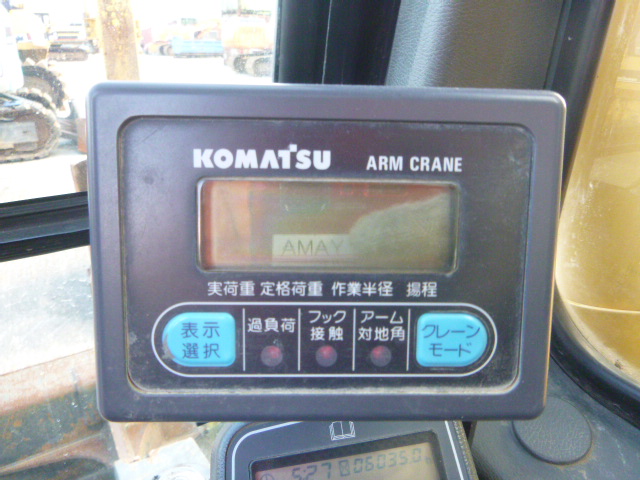 KOMATSU ARM CRANE
AMAY
実荷重 定格荷重 作業半径 揚程
表示選択
過負荷
フック接触
アーム対地角
クレーンモード
5:27